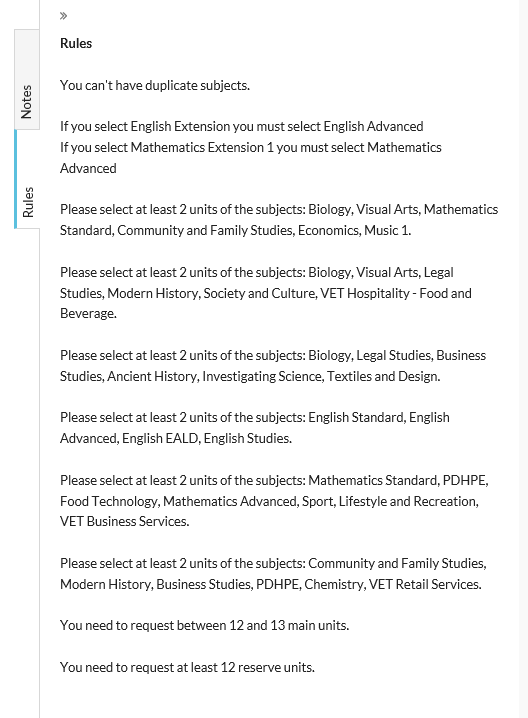 »
Rules
You can't have duplicate subjects.
If you select English Extension you must select English Advanced
If you select Mathematics Extension 1 you must select Mathematics
Advanced
Please select at least 2 units of the subjects: Biology, Visual Arts, Mathematics
Standard, Community and Family Studies, Economics, Music 1.
Please select at least 2 units of the subjects: Biology, Visual Arts, Legal
Studies, Modern History, Society and Culture, VET Hospitality - Food and
Beverage.
Please select at least 2 units of the subjects: Biology, Legal Studies, Business
Studies, Ancient History, Investigating Science, Textiles and Design.
Please select at least 2 units of the subjects: English Standard, English
Advanced, English EALD, English Studies.
Please select at least 2 units of the subjects: Mathematics Standard, PDHPE,
Food Technology, Mathematics Advanced, Sport, Lifestyle and Recreation,
VET Business Services.
Please select at least 2 units of the subjects: Community and Family Studies,
Modern History, Business Studies, PDHPE, Chemistry, VET Retail Services.
You need to request between 12 and 13 main units.
You need to request at least 12 reserve units.
Notes
Rules